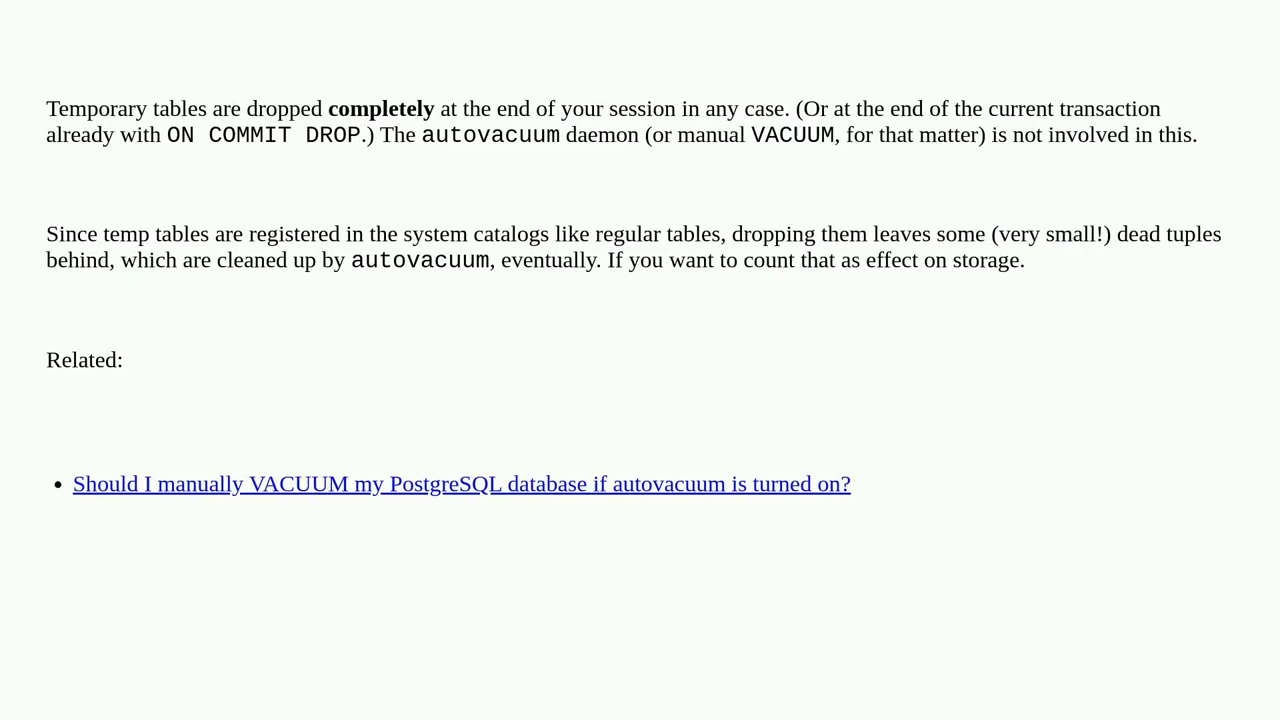 Temporary tables are dropped completely at the end of your session in any case. (Or at the end of the current transaction
already with ON COMMIT DROP.) The autovacuum daemon (or manual VACUUM, for that matter) is not involved in this.
Since temp tables are registered in the system catalogs like regular tables, dropping them leaves some (very small!) dead tuples
behind, which are cleaned up by autovacuum, eventually. If you want to count that as effect on storage.
Related:
• Should I manually VACUUM my PostgreSQL database if autovacuum is turned on?